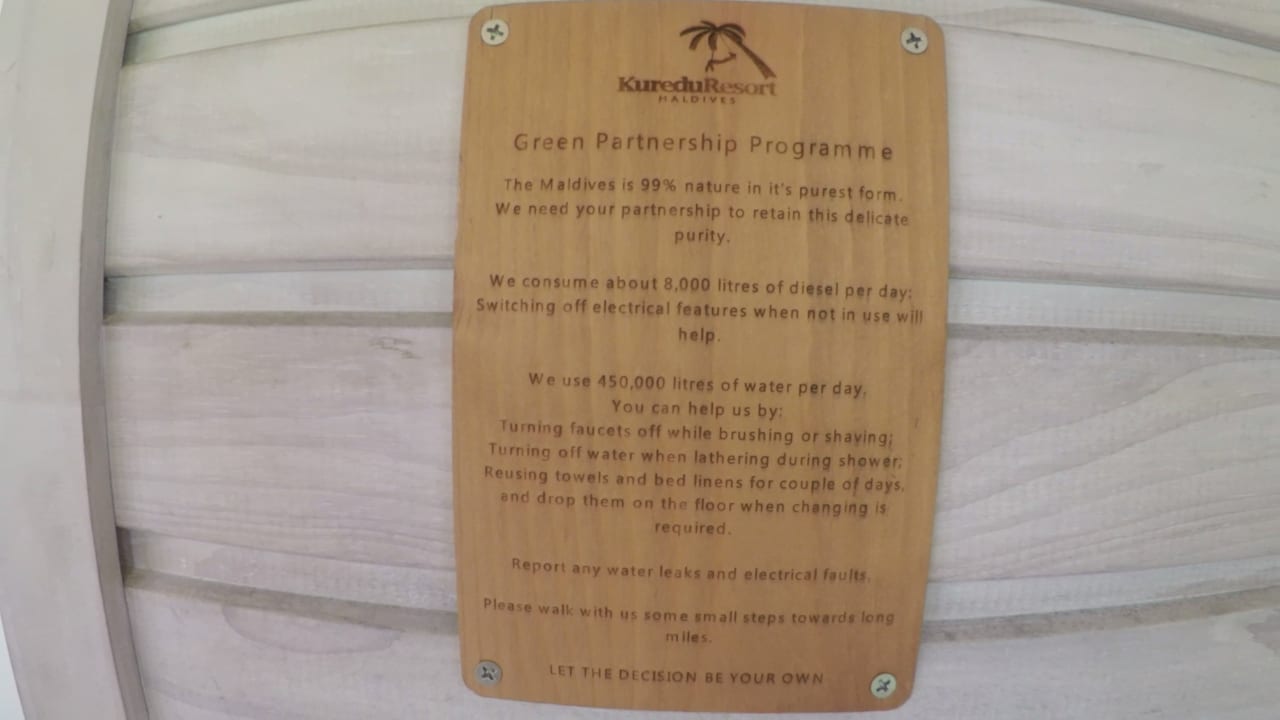 KureduResort
MALDIVES
Green Partnership Programme
The Maldives is 99% nature in it's purest form.
We need your partnership to retain this delicate
purity.
We consume about 8,000 litres of diesel per day;
Switching off electrical features when not in use will
help.
We use 450,000 litres of water per day,
You can help us by:
Turning faucets off while brushing or shaving;
Turning off water when lathering during shower;
Reusing towels and bed linens for couple of days,
and drop them on the floor when changing is
required.
Report any water leaks and electrical faults.
Please walk with us some small steps towards long
miles.
LET THE DECISION BE YOUR OWN